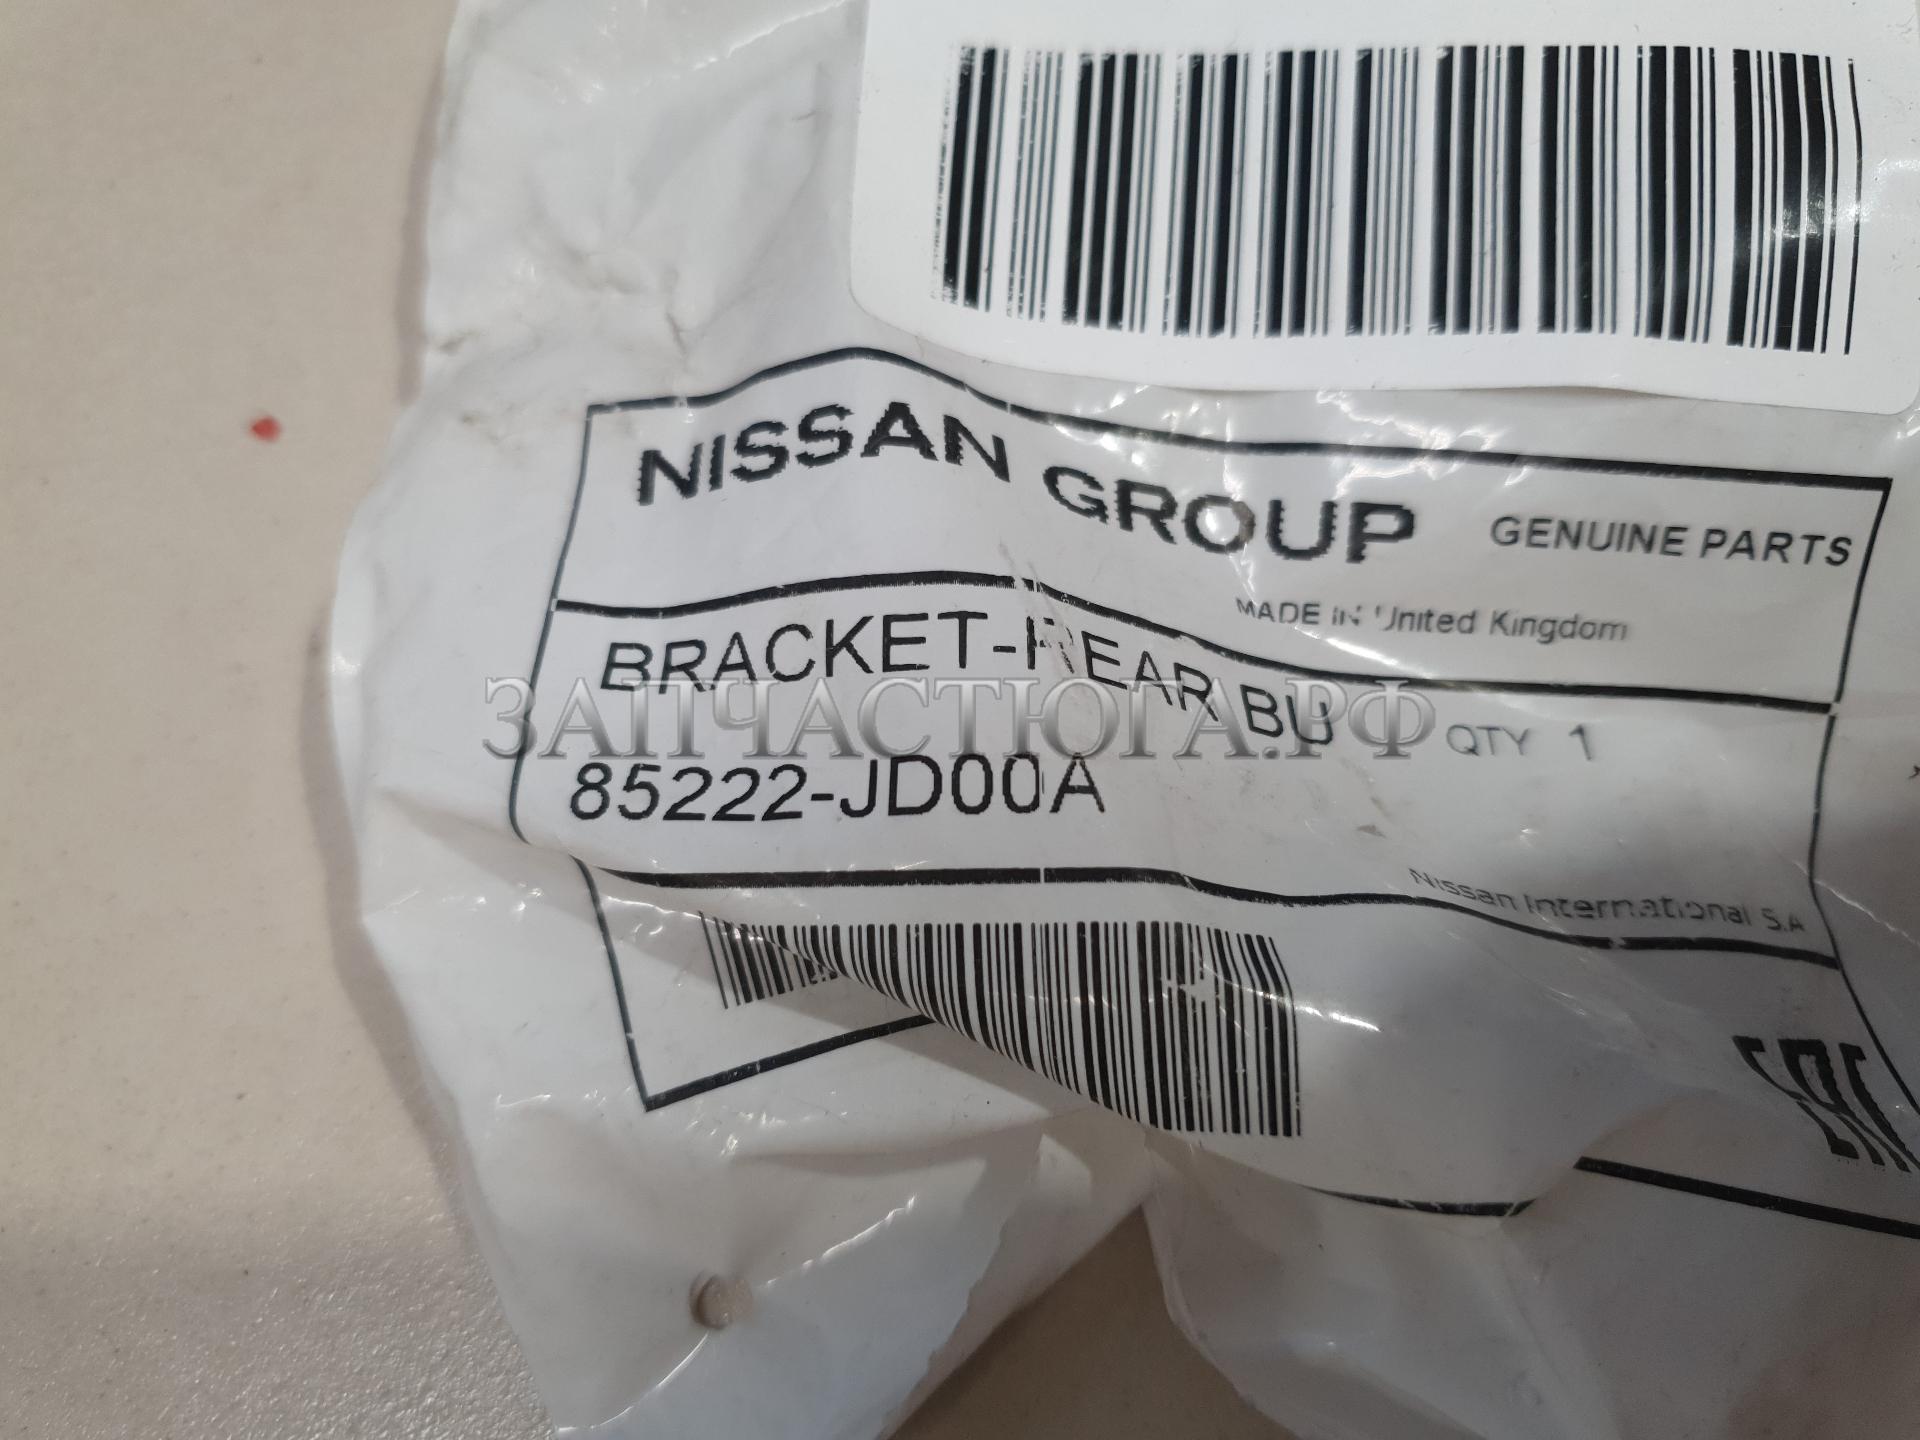 NISSAN GROUP GENUINE PARTS
MADE IN United Kingdom
BRACKET-REAR BU QTY 1
ЗАПЧАСТЮГА.РФ
85222-JD00A
Nissan International S.A
EAC